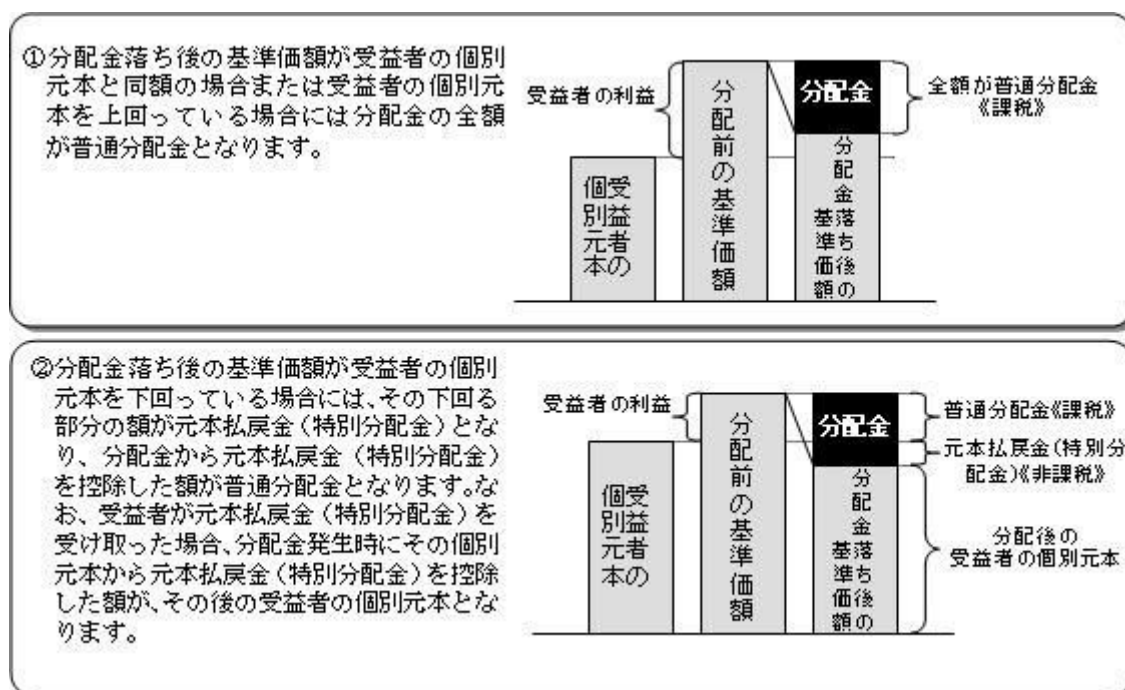 ①分配金落ち後の基準価額が受益者の個別
元本と同額の場合または受益者の個別元
本を上回っている場合には分配金の全額
が普通分配金となります。
受益者の利益
受益者の
個別元本
分配前の基準価額
分配金
分配金落ち後の
基準価額
全額が普通分配金
《課税》
②分配金落ち後の基準価額が受益者の個別
元本を下回っている場合には、その下回る
部分の額が元本払戻金（特別分配金）とな
り、分配金から元本払戻金（特別分配金）
を控除した額が普通分配金となります。な
お、受益者が元本払戻金（特別分配金）を
受け取った場合、分配金発生時にその個別
元本から元本払戻金（特別分配金）を控除
した額が、その後の受益者の個別元本とな
ります。
受益者の利益
受益者の
個別元本
分配前の基準価額
分配金
分配金落ち後の
基準価額
普通分配金《課税》
元本払戻金（特別分
配金）《非課税》
分配後の
受益者の個別元本